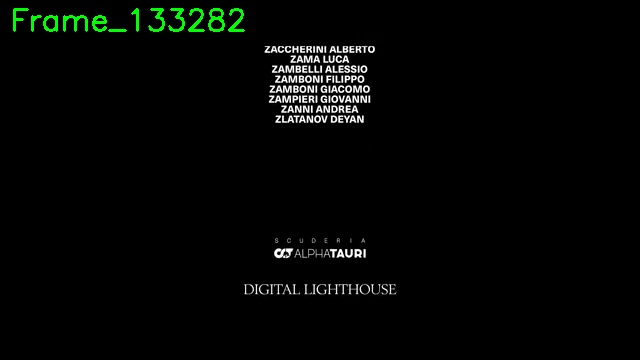 Frame_133282
ZACCHERINI ALBERTO
ZAMA LUCA
ZAMBELLI ALESSIO
ZAMBONI FILIPPO
ZAMBONI GIACOMO
ZAMPIERI GIOVANNI
ZANNI ANDREA
ZLATANOV DEYAN
SCUDERIA
ALPHATAURI
DIGITAL LIGHTHOUSE